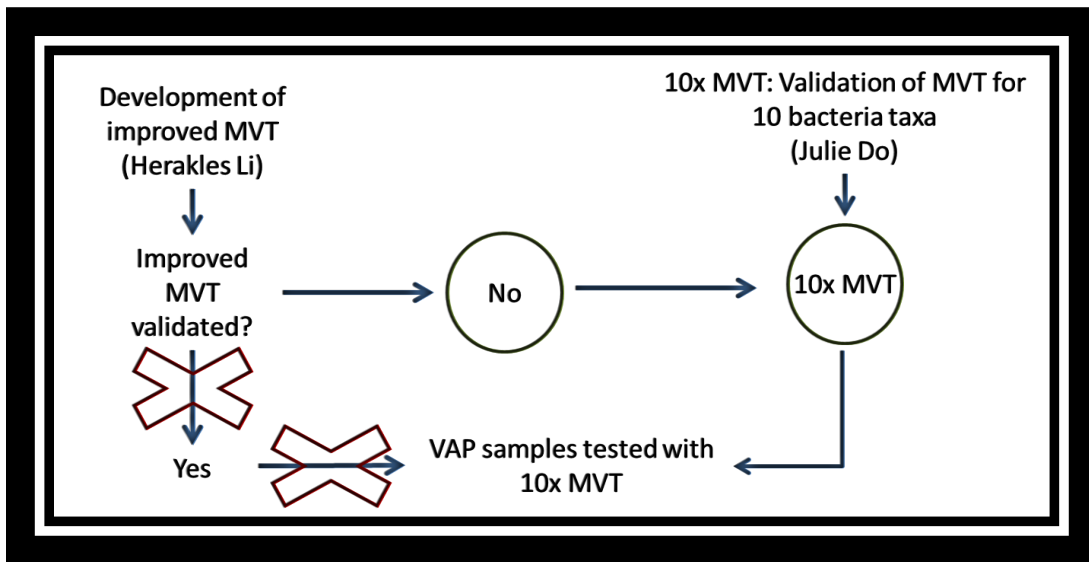 Development of
improved MVT
(Herakles Li)
10x MVT: Validation of MVT for
10 bacteria taxa
(Julie Do)
Improved
MVT
validated?
No
10x MVT
Yes
VAP samples tested with
10x MVT